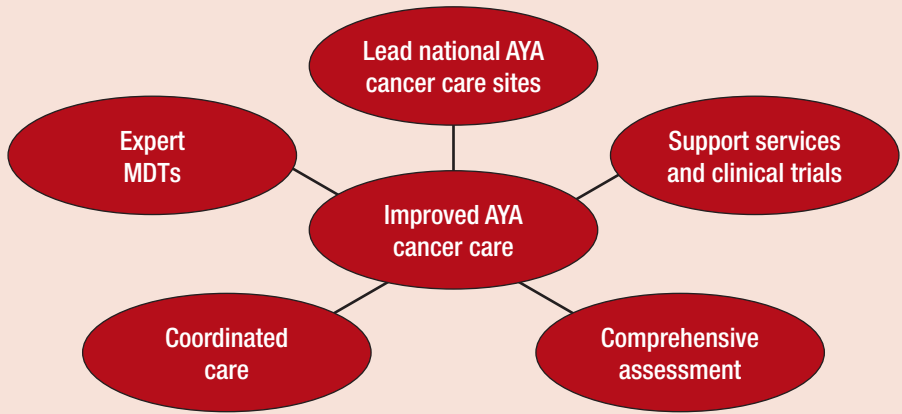 Lead national AYA
cancer care sites
Expert
MDTs
Support services
and clinical trials
Improved AYA
cancer care
Coordinated
care
Comprehensive
assessment